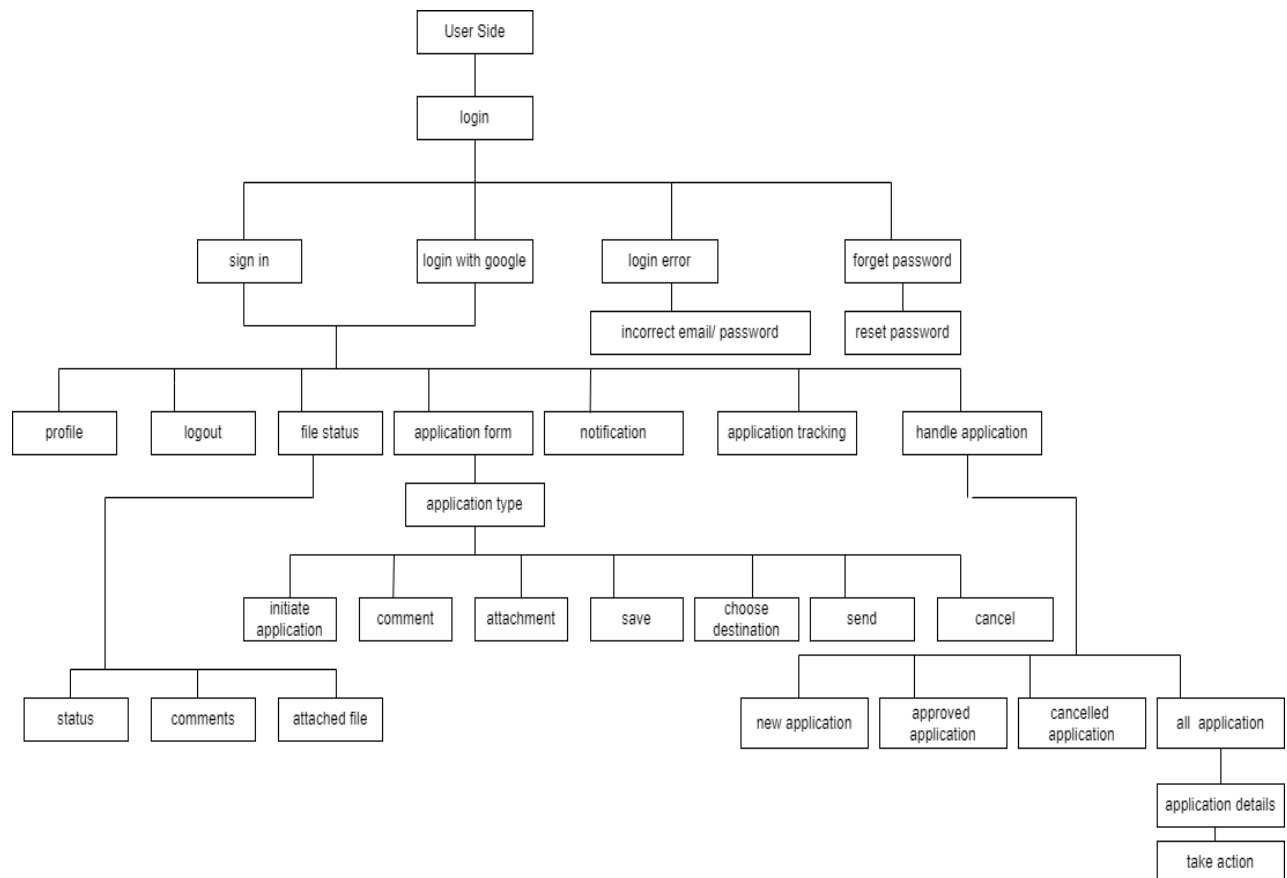 User Side
login
sign in
login with google
login error
forget password
incorrect email/ password
reset password
profile
logout
file status
application form
notification
application tracking
handle application
application type
initiate
application
comment
attachment
save
choose
destination
send
cancel
status
comments
attached file
new application
approved
application
cancelled
application
all application
application details
take action